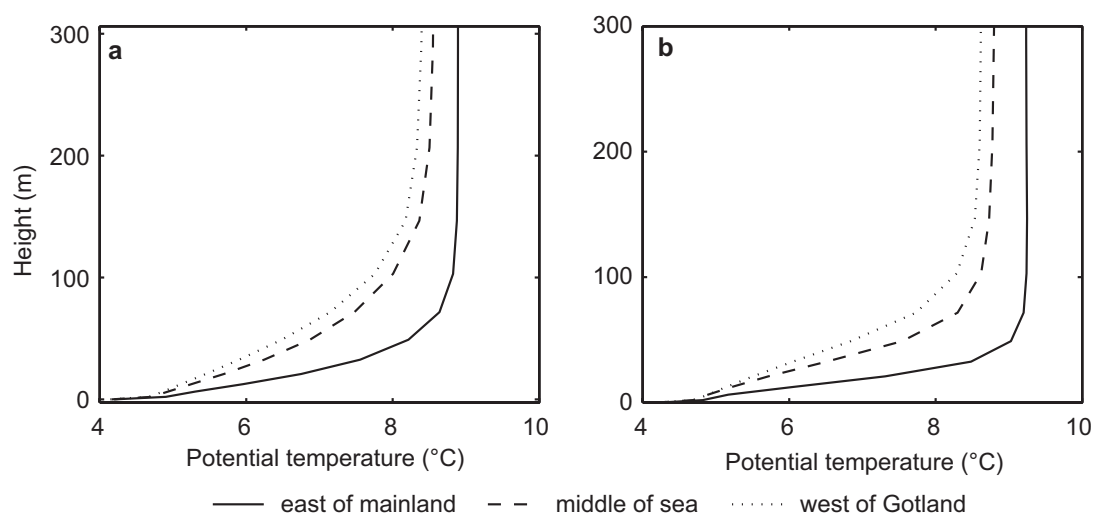 a
300
200
100
0
Height (m)
4 6 8 10
Potential temperature (°C)
b
300
200
100
0
4 6 8 10
Potential temperature (°C)
east of mainland middle of sea west of Gotland